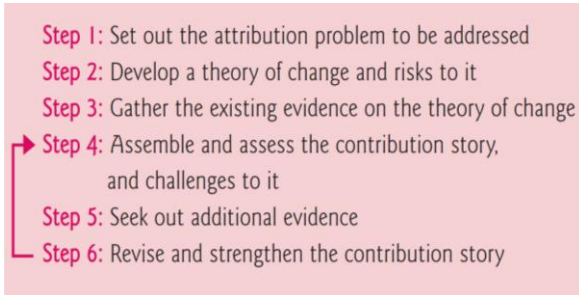 Step 1: Set out the attribution problem to be addressed
Step 2: Develop a theory of change and risks to it
Step 3: Gather the existing evidence on the theory of change
Step 4: Assemble and assess the contribution story,
and challenges to it
Step 5: Seek out additional evidence
Step 6: Revise and strengthen the contribution story